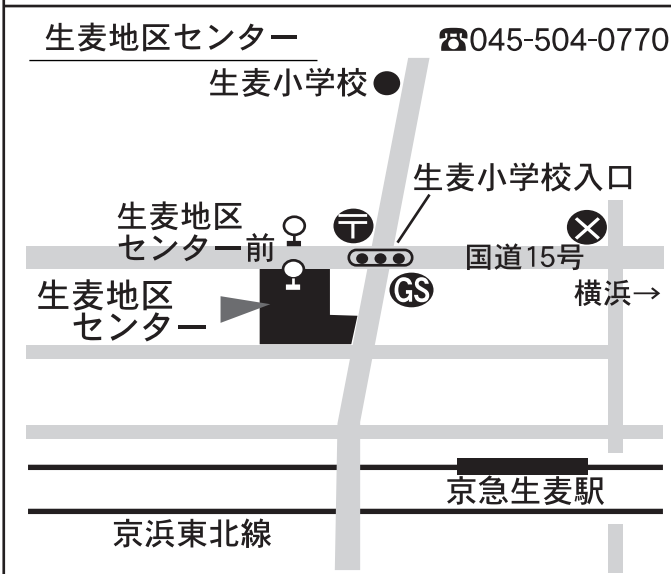 生麦地区センター
☎045-504-0770
生麦小学校
生麦小学校入口
生麦地区
センター前
〒
国道15号
GS
横浜→
生麦地区
センター
京急生麦駅
京浜東北線